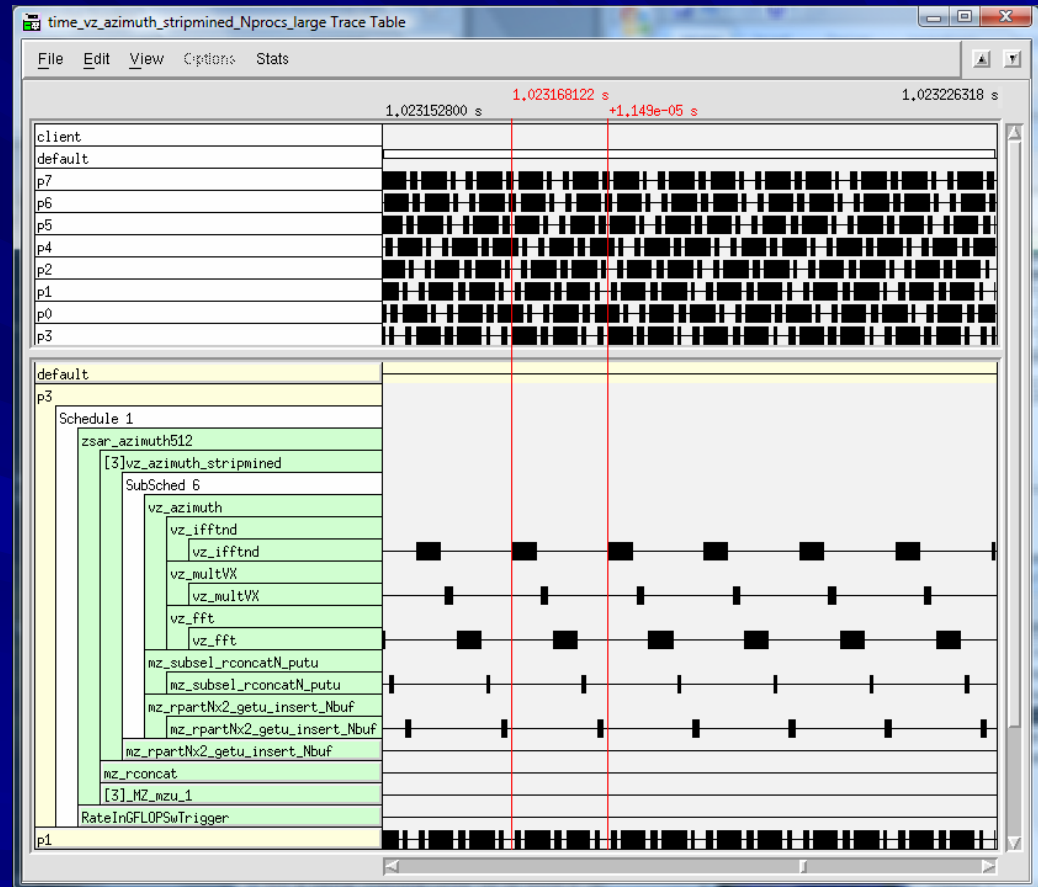 time_vz_azimuth_stripmined_Nprocs_large Trace Table
File Edit View Options Stats
1.023168122 s 1.023226318 s
1.023152800 s +1.149e-05 s
client
default
p7
p6
p5
p4
p2
p1
p0
p3
default
p3
Schedule 1
zsar_azimuth512
[3]vz_azimuth_stripmined
SubSched 6
vz_azimuth
vz_ifftnd
vz_ifftnd
vz_multVX
vz_multVX
vz_fft
vz_fft
mz_subsel_rconcatN_putu
mz_subsel_rconcatN_putu
mz_rpartNx2_getu_insert_Nbuf
mz_rpartNx2_getu_insert_Nbuf
mz_rpartNx2_getu_insert_Nbuf
mz_rconcat
[3]_MZ_mzu_1
RateInGFLOPSwTrigger
p1